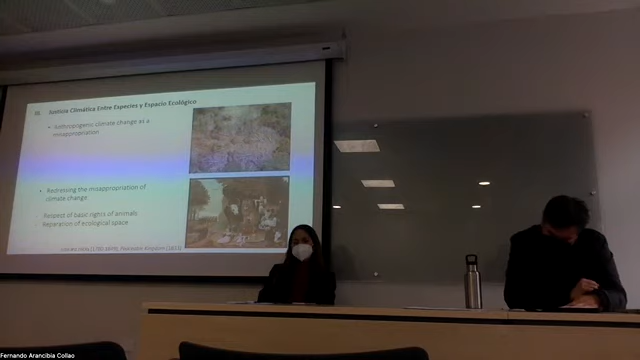 III. Justicia Climática Entre Especies y Espacio Ecológico
• Anthropogenic climate change as a
misappropriation
• Redressing the misappropriation of
climate change
Respect of basic rights of animals
Reparation of ecological space
Fernando Arancibia Collao